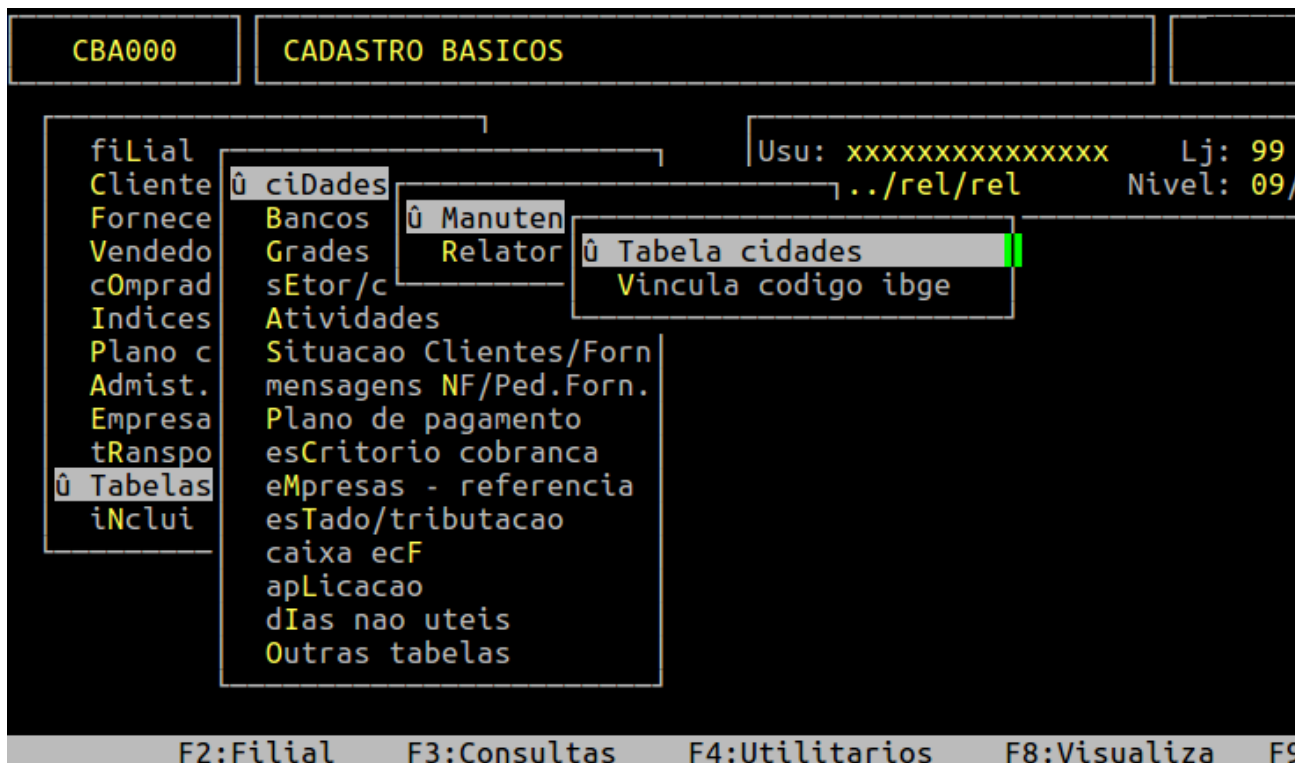 CBA000 CADASTRO BASICOS
fiLial Usu: xxxxxxxxxxxxxxx Lj: 99
Cliente û ciDades ../rel/rel Nivel: 09/
Fornece Bancos û Manuten
Vendedo Grades Relator û Tabela cidades
cOmprad sEtor/c Vincula codigo ibge
Indices Atividades
Plano c Situacao Clientes/Forn
Admist. mensagens NF/Ped.Forn.
Empresa Plano de pagamento
tRanspo esCritorio cobranca
û Tabelas eMpresas - referencia
iNclui esTado/tributacao
caixa ecF
apLicacao
dIas nao uteis
Outras tabelas
F2:Filial F3:Consultas F4:Utilitarios F8:Visualiza F9